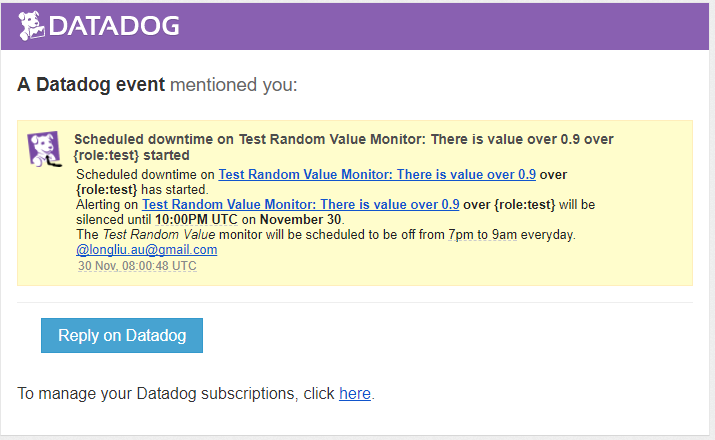 DATADOG
A Datadog event mentioned you:
Scheduled downtime on Test Random Value Monitor: There is value over 0.9 over
{role:test} started
Scheduled downtime on Test Random Value Monitor: There is value over 0.9 over
{role:test} has started.
Alerting on Test Random Value Monitor: There is value over 0.9 over {role:test} will be
silenced until 10:00PM UTC on November 30.
The Test Random Value monitor will be scheduled to be off from 7pm to 9am everyday.
@longliu.au@gmail.com
30 Nov, 08:00:48 UTC
Reply on Datadog
To manage your Datadog subscriptions, click here.